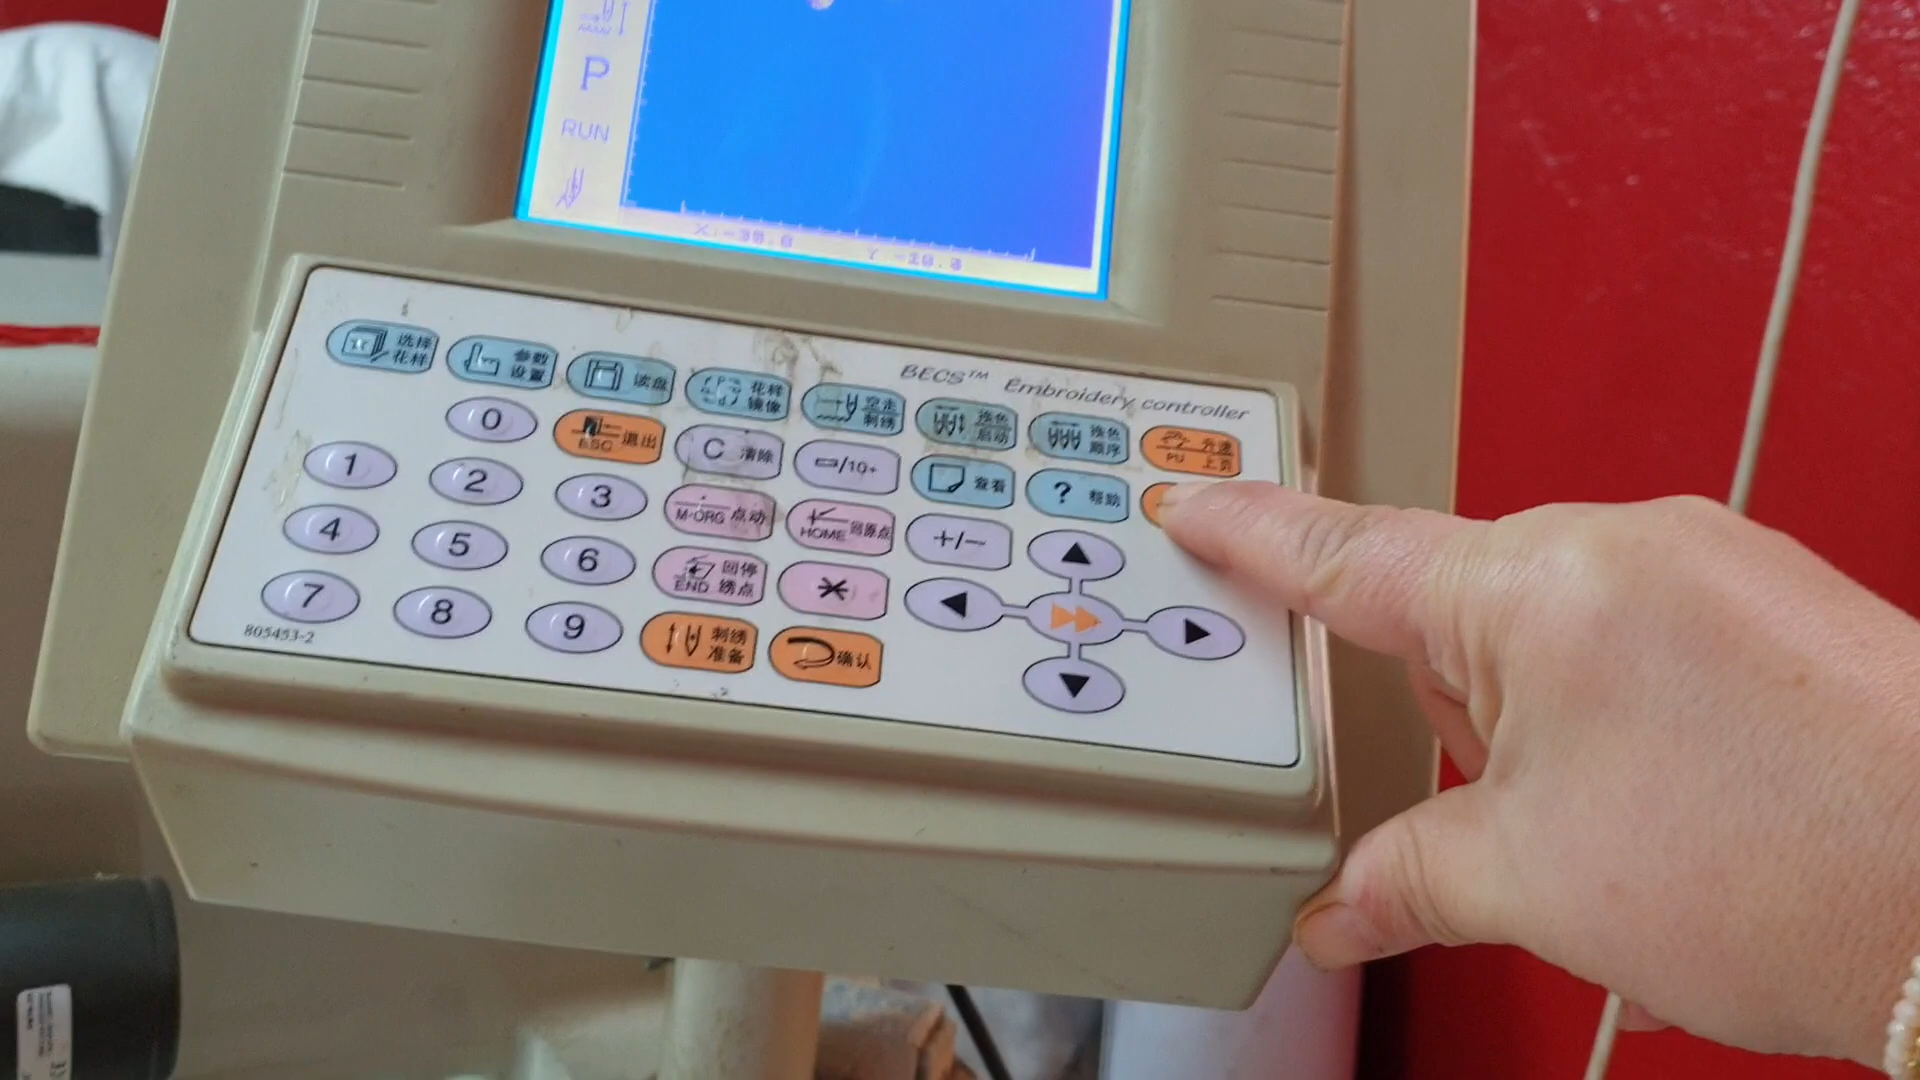 P
RUN
BECS™ Embroidery controller
选择
花样
参数
设置
读盘
花样
镜像
空走
刺绣
换色
启动
换色
顺序
升速
PU 上页
0
ESC 退出
C 清除
/10+
查看
? 帮助
1
2
3
M-ORG 点动
HOME 回原点
+/-
4
5
6
回停
END 绣点
*
7
8
9
刺绣
准备
确认
805453-2